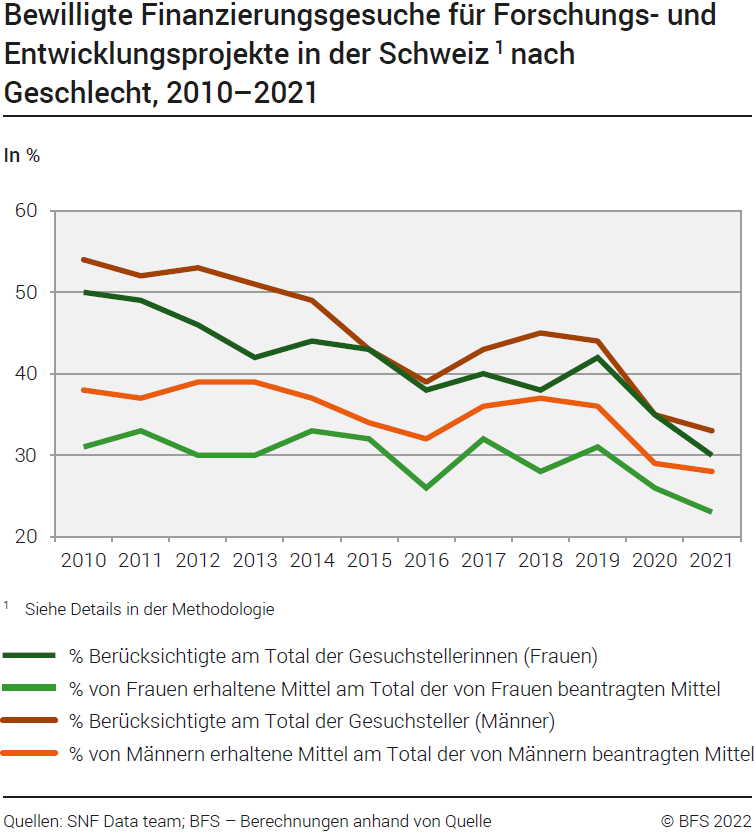 Bewilligte Finanzierungsgesuche für Forschungs- und
Entwicklungsprojekte in der Schweiz ¹ nach
Geschlecht, 2010–2021
In %
60
50
40
30
20
2010 2011 2012 2013 2014 2015 2016 2017 2018 2019 2020 2021
¹ Siehe Details in der Methodologie
% Berücksichtigte am Total der Gesuchstellerinnen (Frauen)
% von Frauen erhaltene Mittel am Total der von Frauen beantragten Mittel
% Berücksichtigte am Total der Gesuchsteller (Männer)
% von Männern erhaltene Mittel am Total der von Männern beantragten Mittel
Quellen: SNF Data team; BFS – Berechnungen anhand von Quelle © BFS 2022